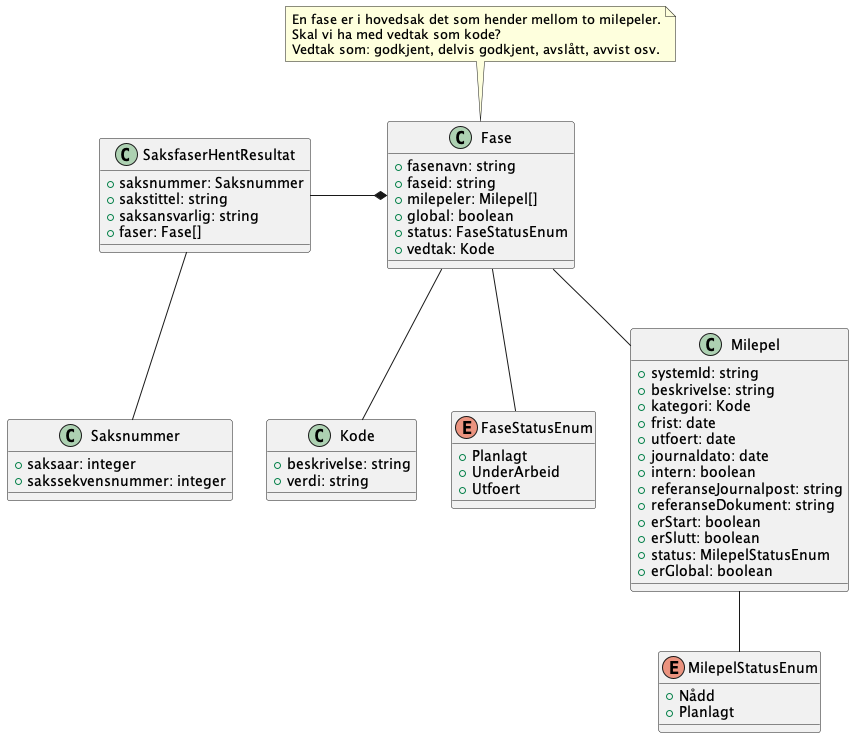 En fase er i hovedsak det som hender mellom to milepeler.
Skal vi ha med vedtak som kode?
Vedtak som: godkjent, delvis godkjent, avslått, avvist osv.
C SaksfaserHentResultat
saksnummer: Saksnummer
sakstittel: string
saksansvarlig: string
faser: Fase[]
C Fase
fasenavn: string
faseid: string
milepeler: Milepel[]
global: boolean
status: FaseStatusEnum
vedtak: Kode
C Saksnummer
saksaar: integer
sakssekvensnummer: integer
C Kode
beskrivelse: string
verdi: string
E FaseStatusEnum
Planlagt
UnderArbeid
Utfoert
C Milepel
systemId: string
beskrivelse: string
kategori: Kode
frist: date
utfoert: date
journaldato: date
intern: boolean
referanseJournalpost: string
referanseDokument: string
erStart: boolean
erSlutt: boolean
status: MilepelStatusEnum
erGlobal: boolean
E MilepelStatusEnum
Nådd
Planlagt